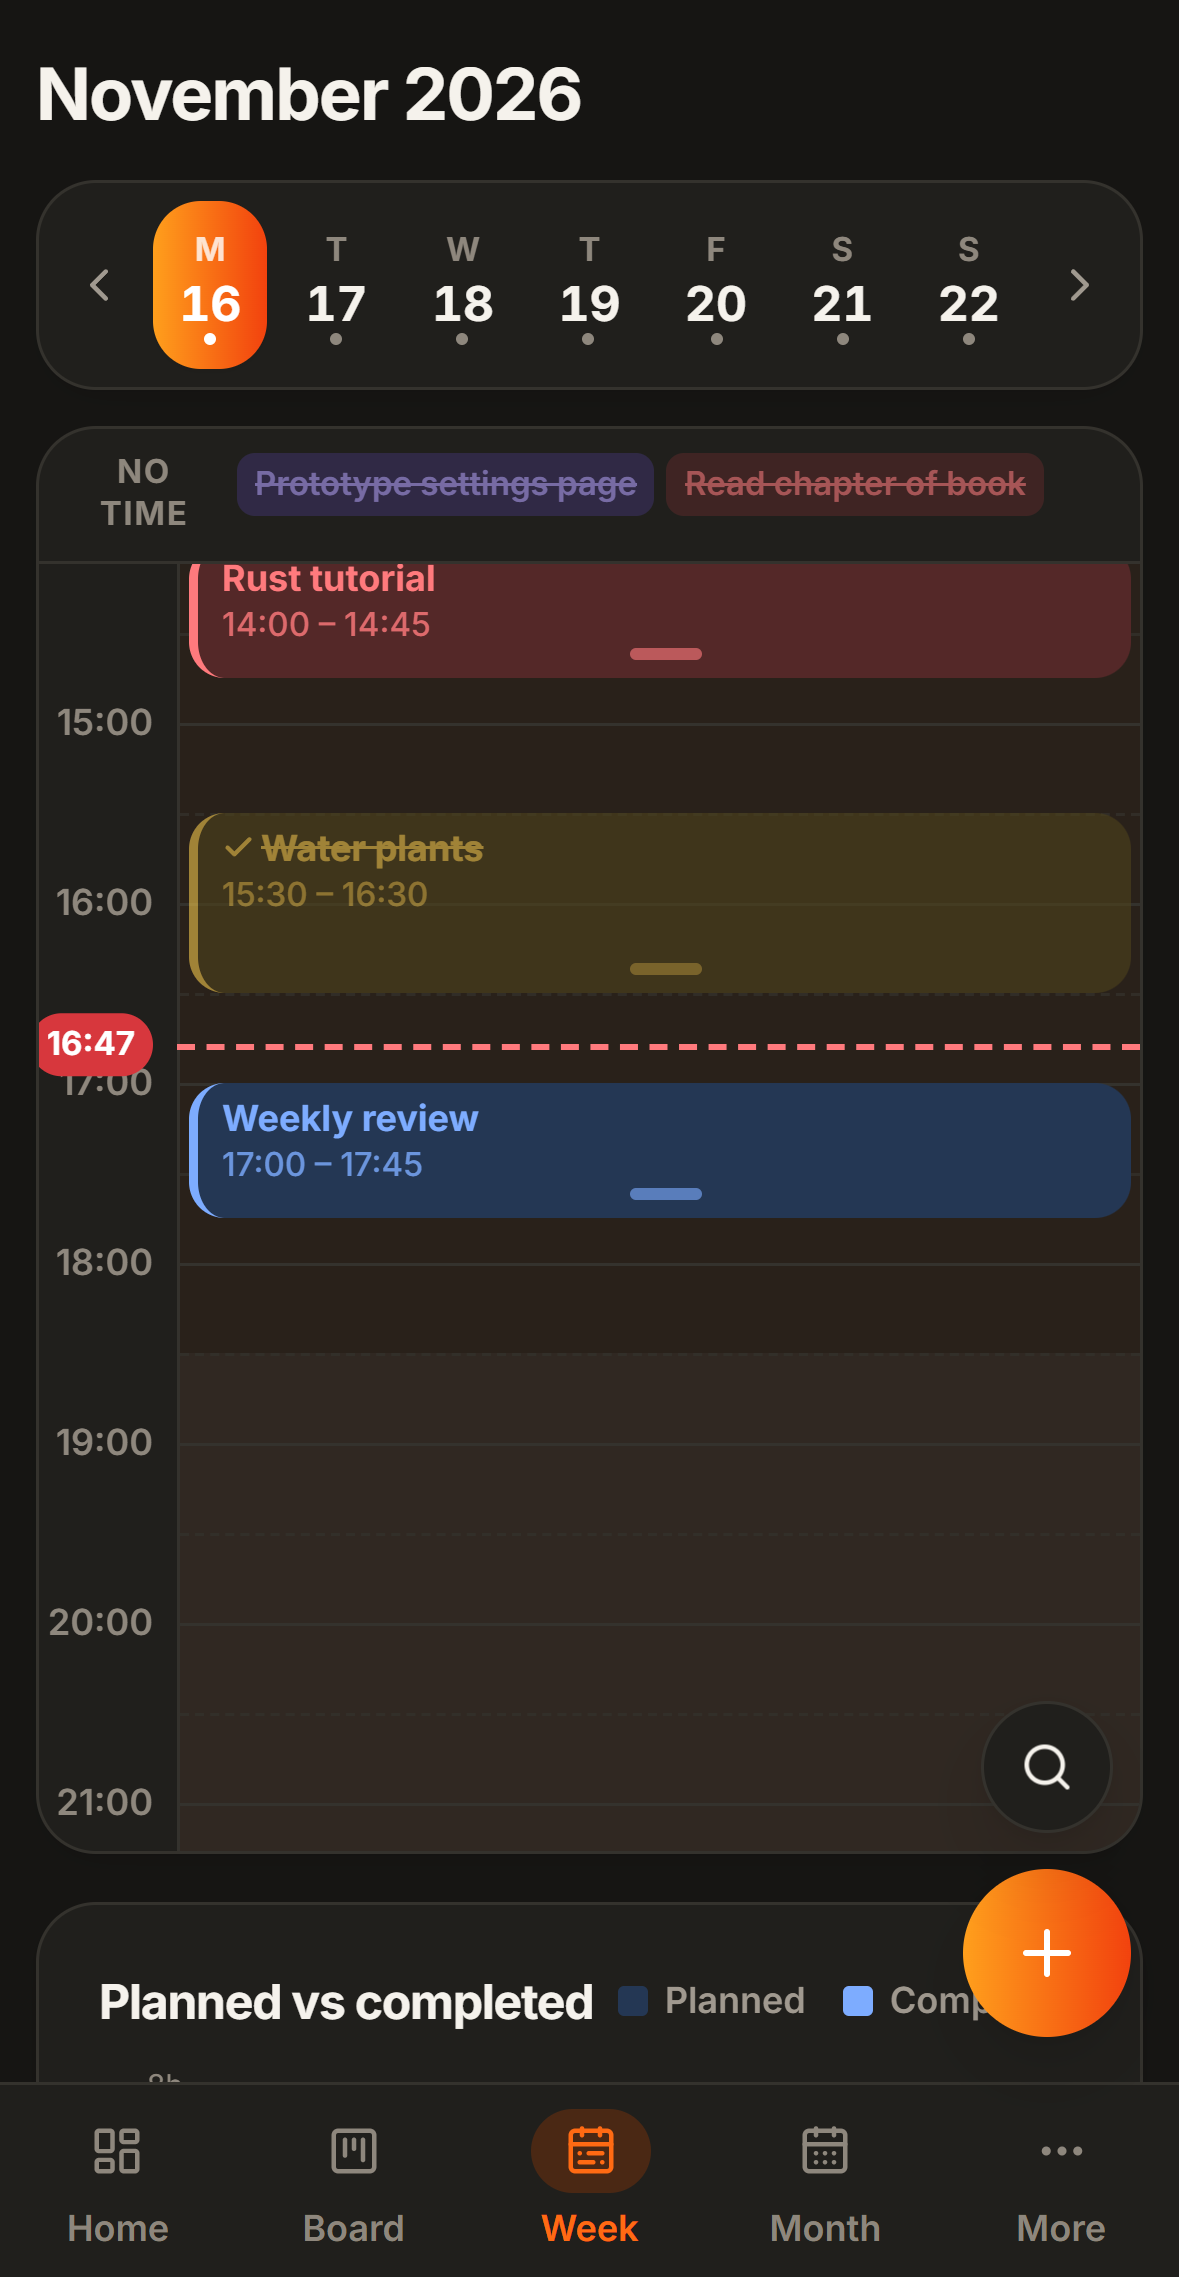 November 2026
M T W T F S S
16 17 18 19 20 21 22
NO
TIME
Prototype settings page
Read chapter of book
Rust tutorial
14:00 – 14:45
15:00
Water plants
15:30 – 16:30
16:00
16:47
17:00
Weekly review
17:00 – 17:45
18:00
19:00
20:00
21:00
Planned vs completed
Planned
Home
Board
Week
Month
More